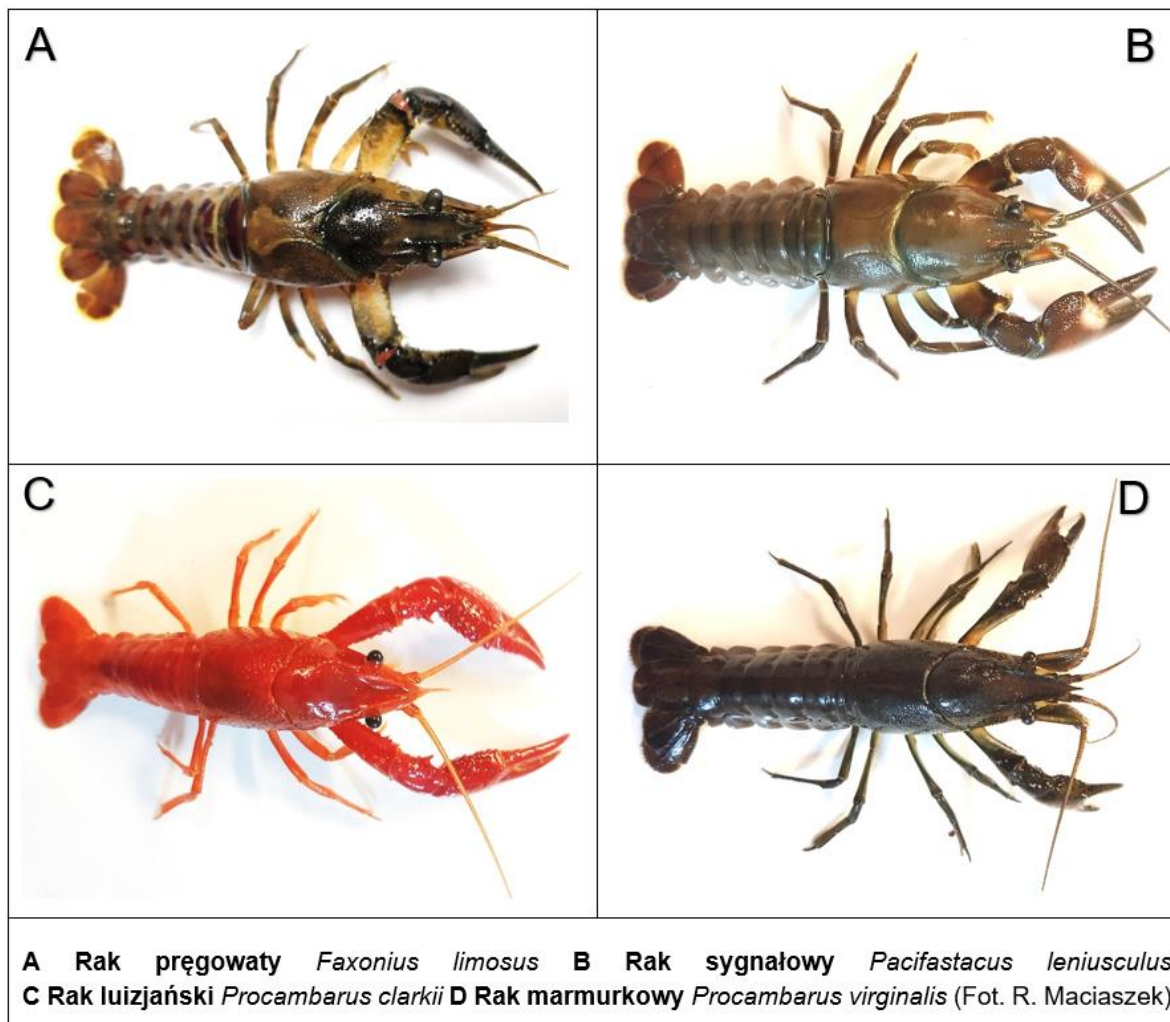 A
B
C
D
A Rak pręgowaty Faxonius limosus B Rak sygnałowy Pacifastacus leniusculus
C Rak luizjański Procambarus clarkii D Rak marmurkowy Procambarus virginalis (Fot. R. Maciaszek)